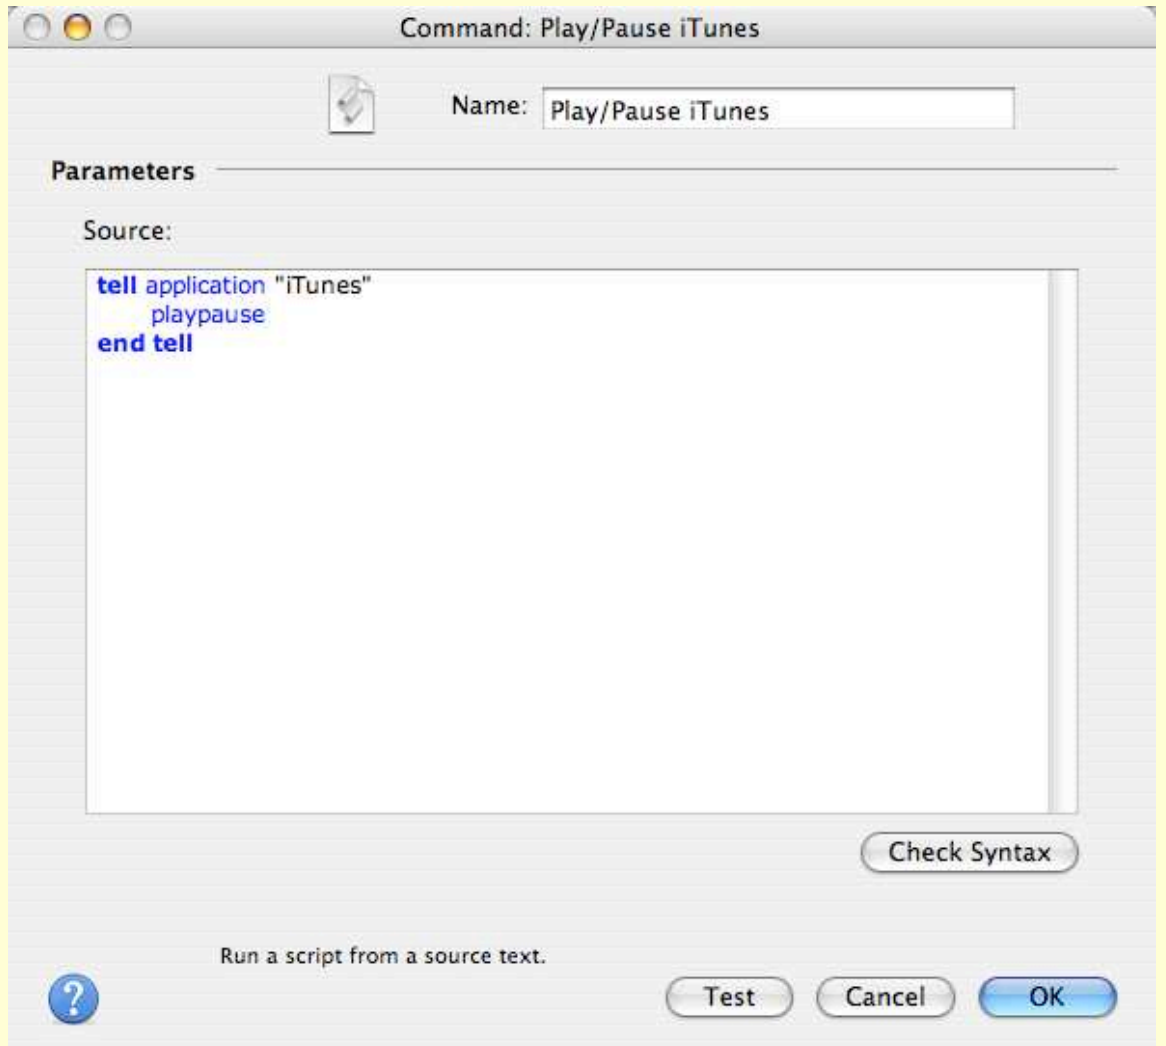 Command: Play/Pause iTunes
Name: Play/Pause iTunes
Parameters
Source:
tell application "iTunes"
playpause
end tell
Check Syntax
Run a script from a source text.
? Test Cancel OK